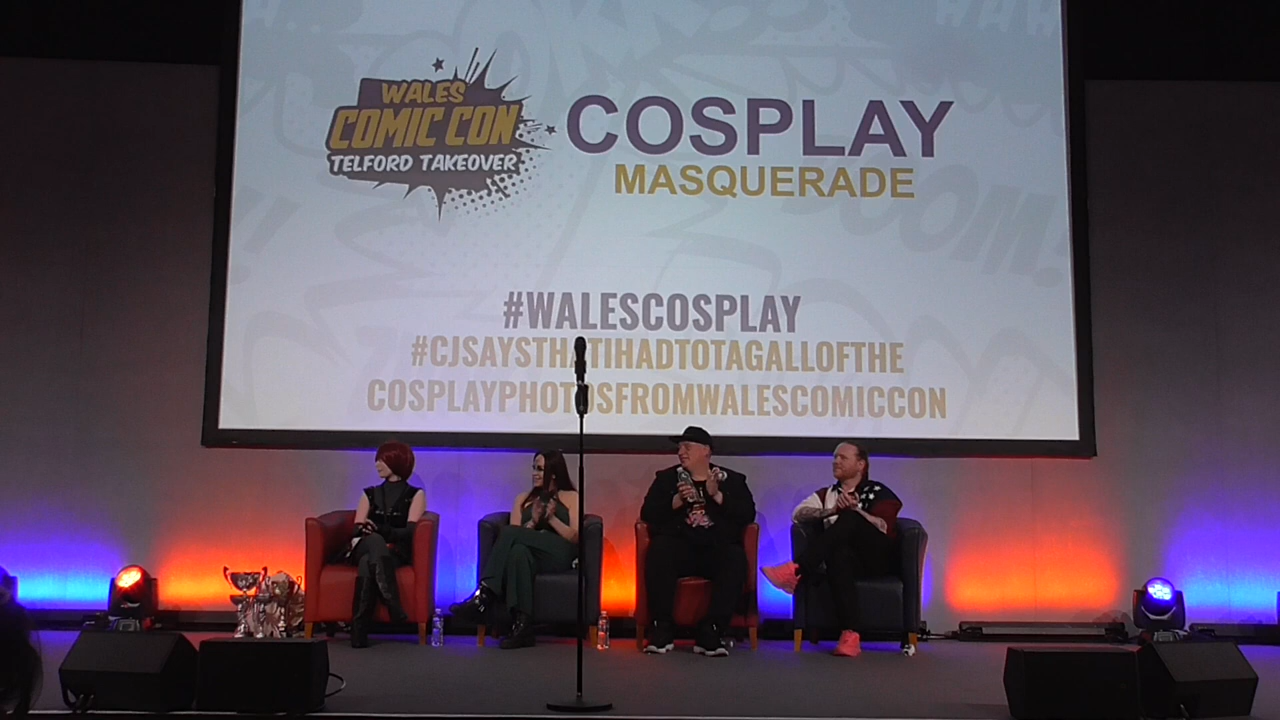 WALES
COMIC CON
TELFORD TAKEOVER
COSPLAY
MASQUERADE
#WALESCOSPLAY
#CJSAYSTHATIHADTOTAGALLOFTHE
COSPLAYPHOTOSFROMWALESCOMICCON